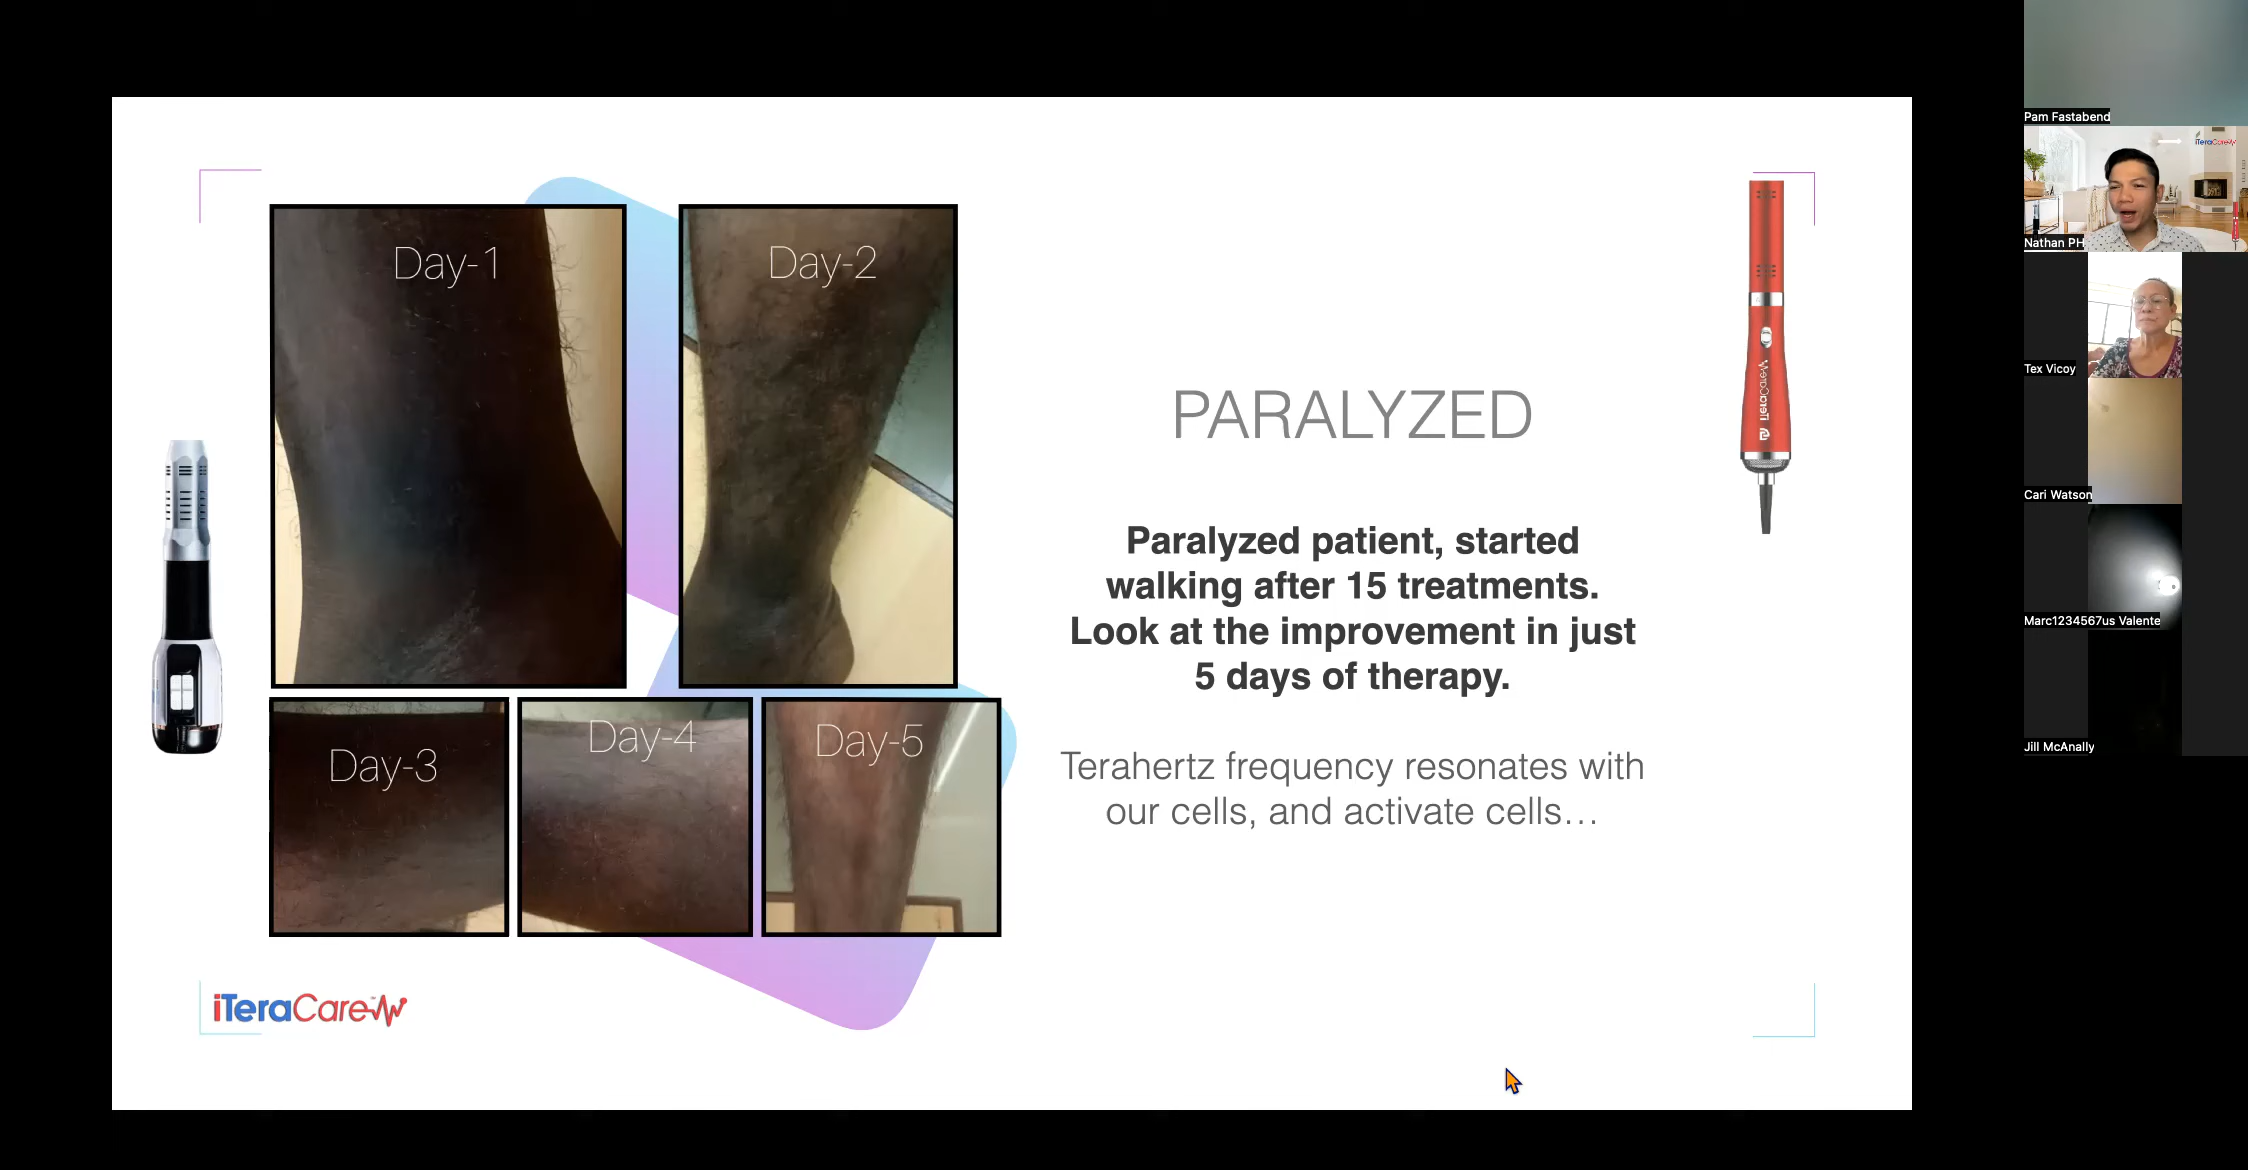 Day-1
Day-2
Day-3
Day-4
Day-5
PARALYZED
Paralyzed patient, started
walking after 15 treatments.
Look at the improvement in just
5 days of therapy.
Terahertz frequency resonates with
our cells, and activate cells...
iTeraCare
iTeraCare
Pam Fastabend
iTeraCare
Nathan PH
Tex Vicoy
Cari Watson
Marc1234567us Valente
Jill McAnally